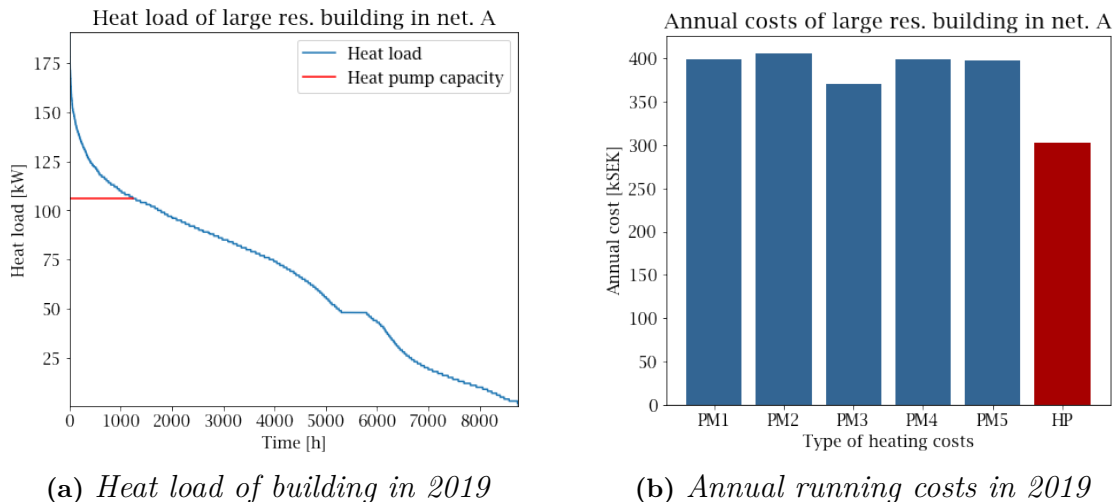 Heat load of large res. building in net. A
Heat load
Heat pump capacity
Heat load [kW]
175
150
125
100
75
50
25
0 1000 2000 3000 4000 5000 6000 7000 8000
Time [h]
(a) Heat load of building in 2019
Annual costs of large res. building in net. A
Annual cost [kSEK]
400
350
300
250
200
150
100
50
0
PM1 PM2 PM3 PM4 PM5 HP
Type of heating costs
(b) Annual running costs in 2019